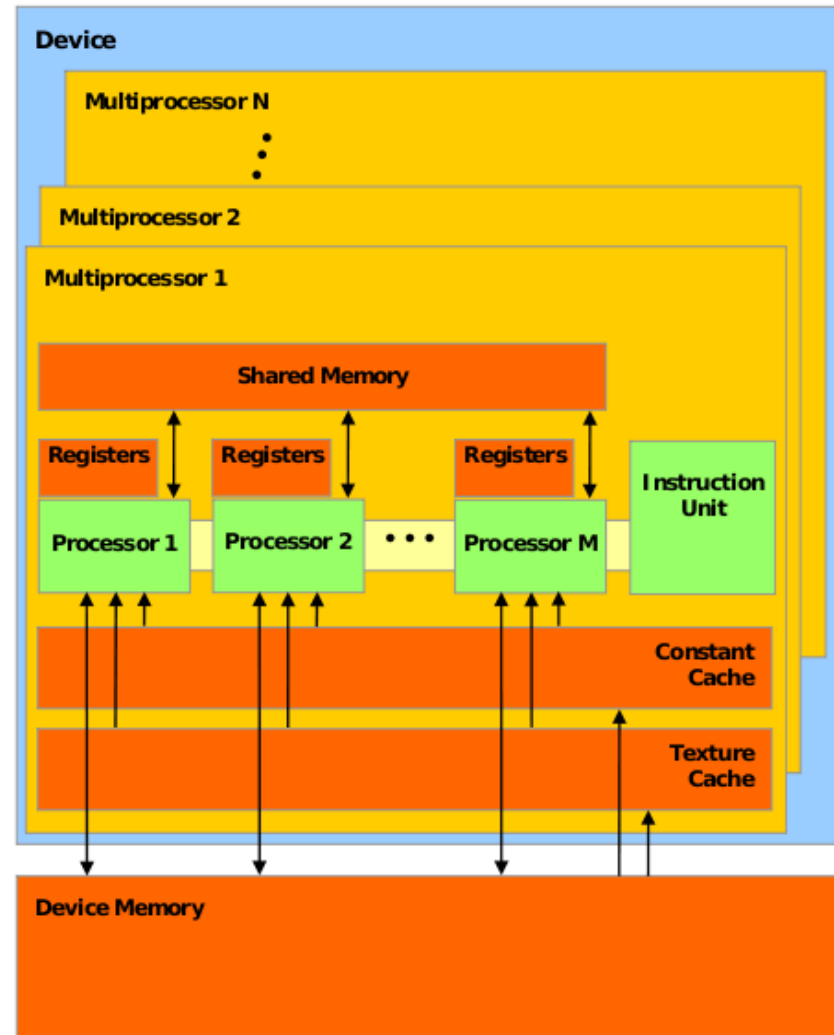 Device
Multiprocessor N
Multiprocessor 2
Multiprocessor 1
Shared Memory
Registers
Registers
Registers
Instruction
Unit
Processor 1
Processor 2
Processor M
Constant
Cache
Texture
Cache
Device Memory